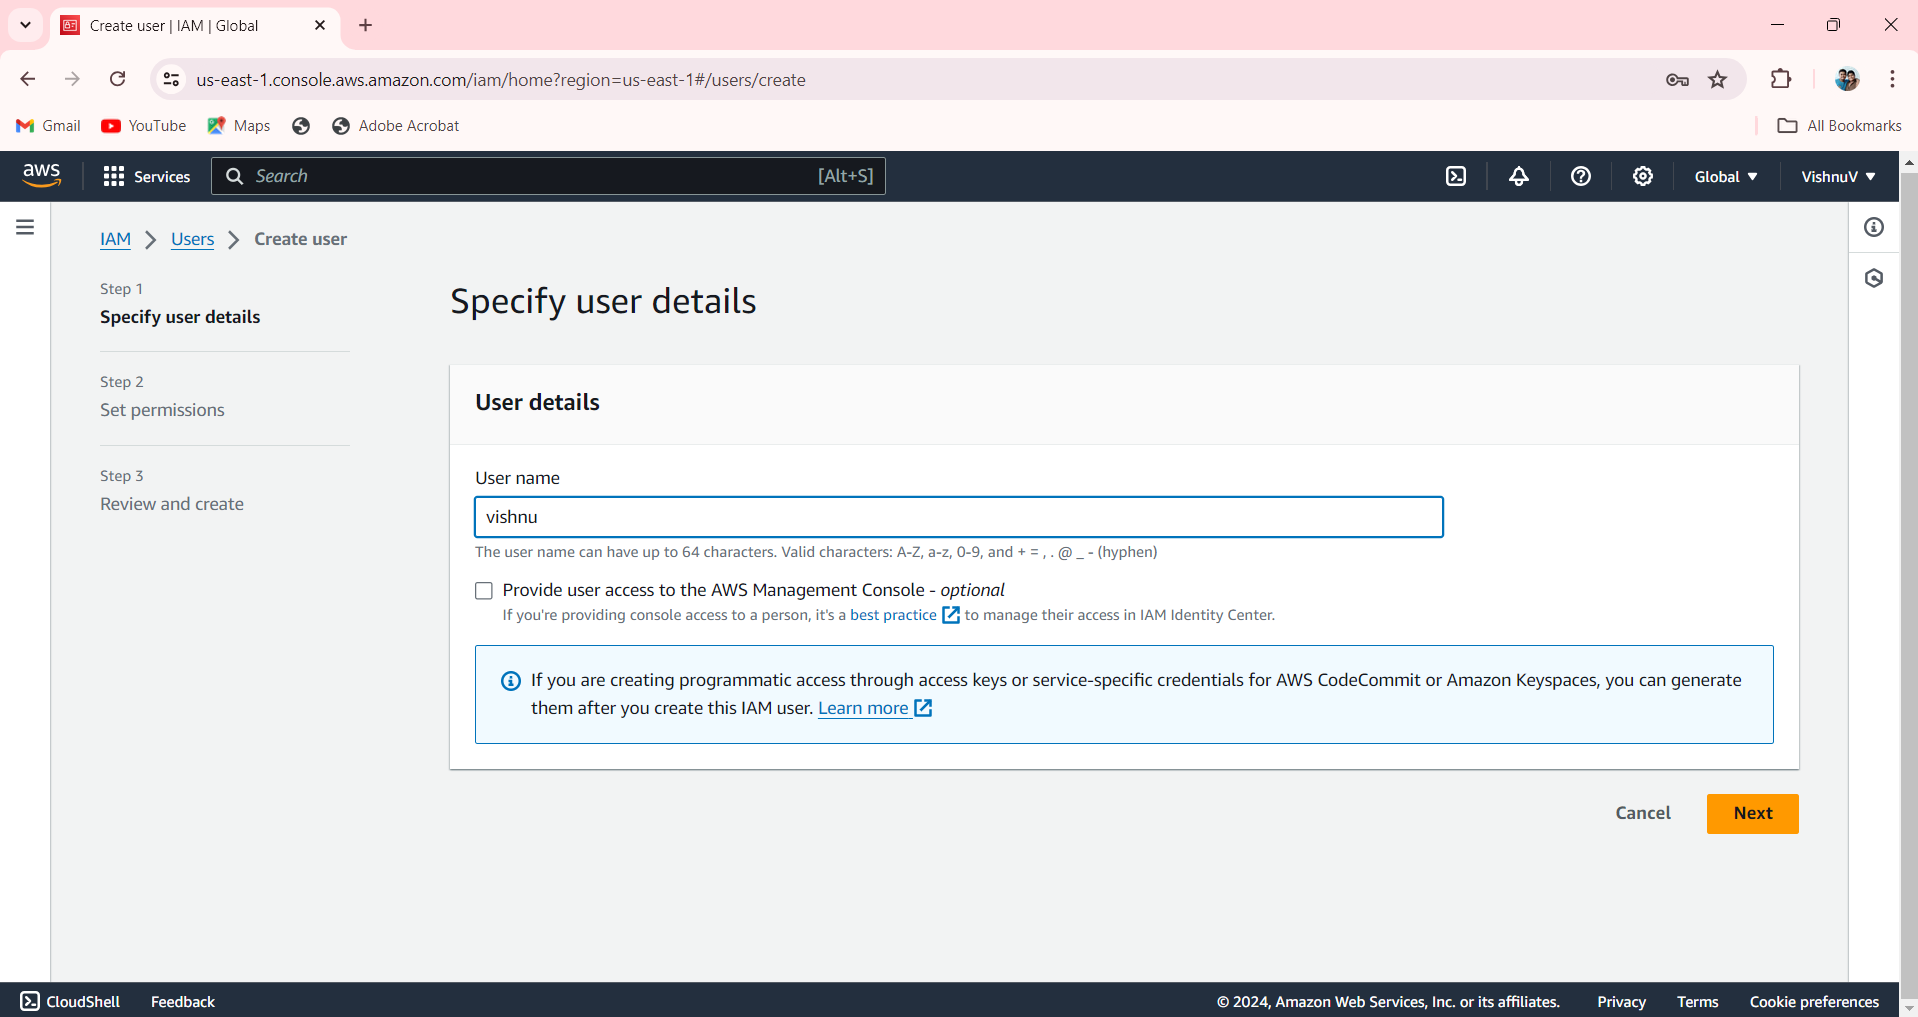 Create user | IAM | Global
us-east-1.console.aws.amazon.com/iam/home?region=us-east-1#/users/create
Gmail YouTube Maps Adobe Acrobat All Bookmarks
aws Services Search [Alt+S] Global VishnuV
IAM Users Create user
Step 1
Specify user details
Step 2
Set permissions
Step 3
Review and create
Specify user details
User details
User name
vishnu
The user name can have up to 64 characters. Valid characters: A-Z, a-z, 0-9, and + = , . @ _ - (hyphen)
Provide user access to the AWS Management Console - optional
If you're providing console access to a person, it's a best practice to manage their access in IAM Identity Center.
If you are creating programmatic access through access keys or service-specific credentials for AWS CodeCommit or Amazon Keyspaces, you can generate
them after you create this IAM user. Learn more
Cancel Next
CloudShell Feedback © 2024, Amazon Web Services, Inc. or its affiliates. Privacy Terms Cookie preferences